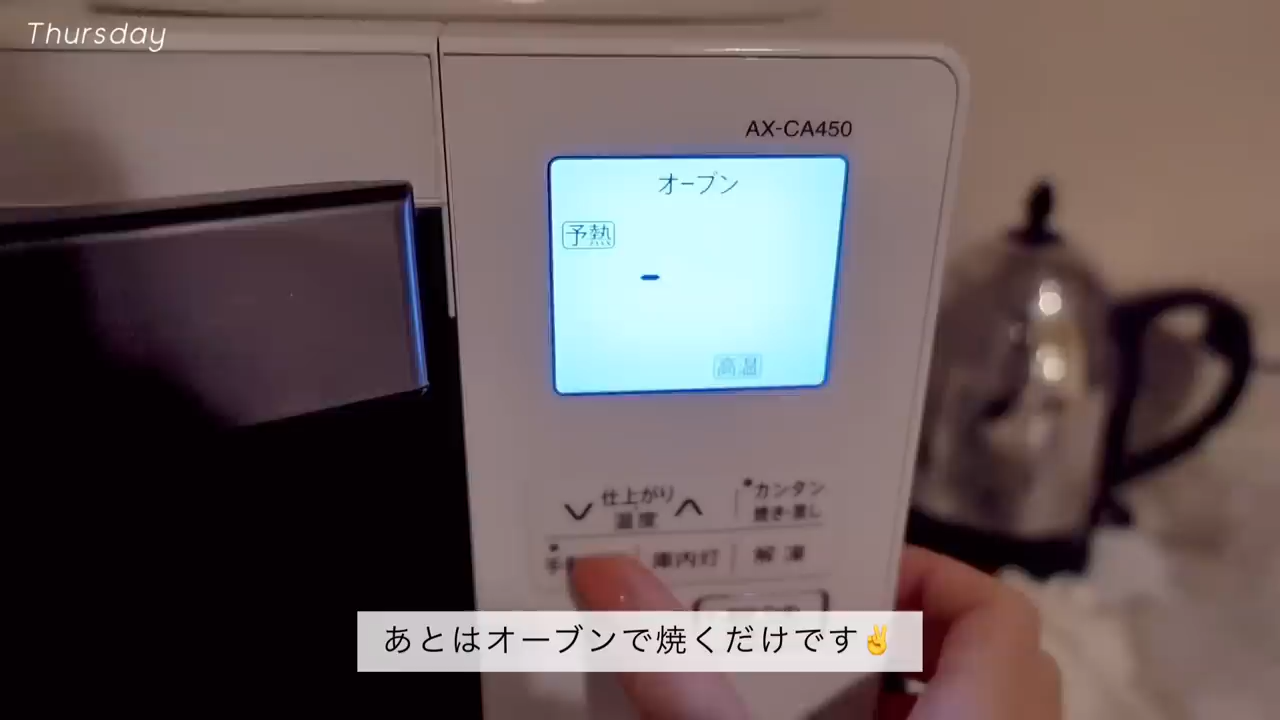 Thursday
AX-CA450
オーブン
予熱
高温
仕上がり
温度
カンタン
焼き・蒸し
庫内灯
解凍
あとはオーブンで焼くだけです✌️